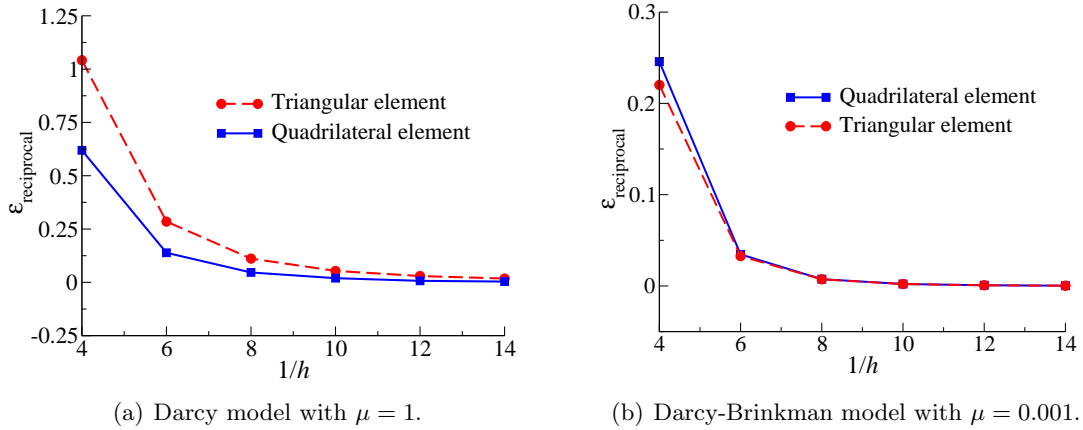 1.25
1
0.75
0.5
0.25
0
-0.25
ε_reciprocal
Triangular element
Quadrilateral element
4 6 8 10 12 14
1/h
(a) Darcy model with μ = 1.
0.3
0.2
0.1
0
ε_reciprocal
Quadrilateral element
Triangular element
4 6 8 10 12 14
1/h
(b) Darcy-Brinkman model with μ = 0.001.